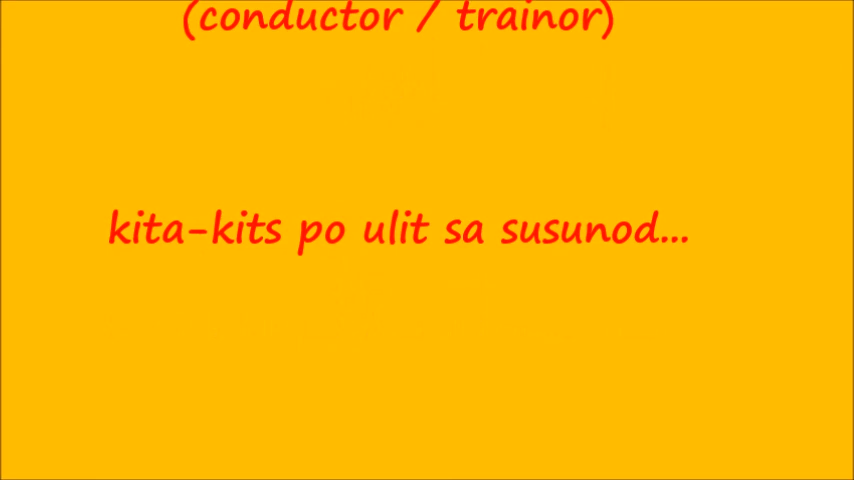 (conductor / trainor)
kita-kits po ulit sa susunod...